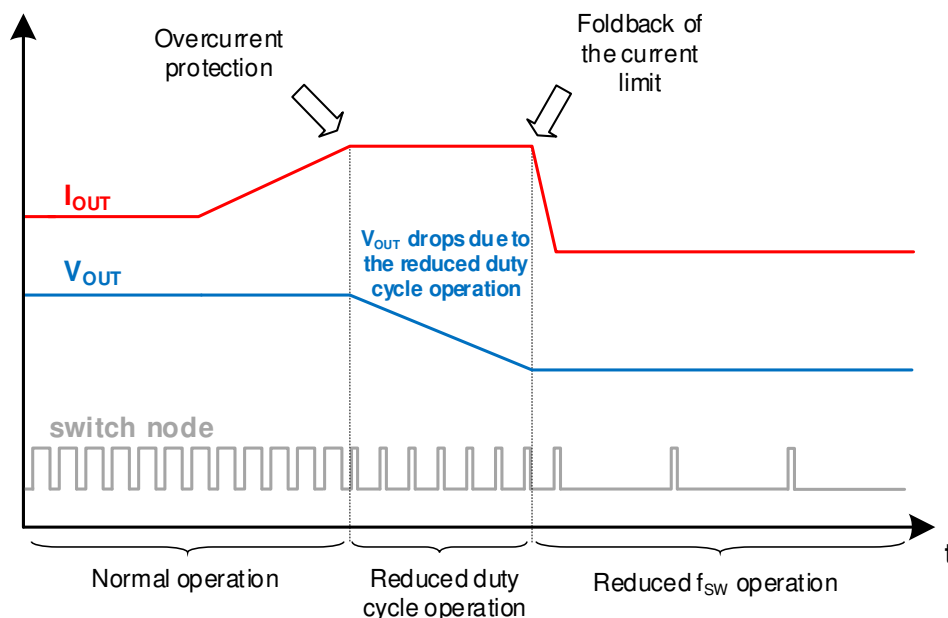 Overcurrent
protection
Foldback of
the current
limit
IOUT
VOUT drops due to
the reduced duty
cycle operation
VOUT
switch node
t
Normal operation
Reduced duty
cycle operation
Reduced fSW operation